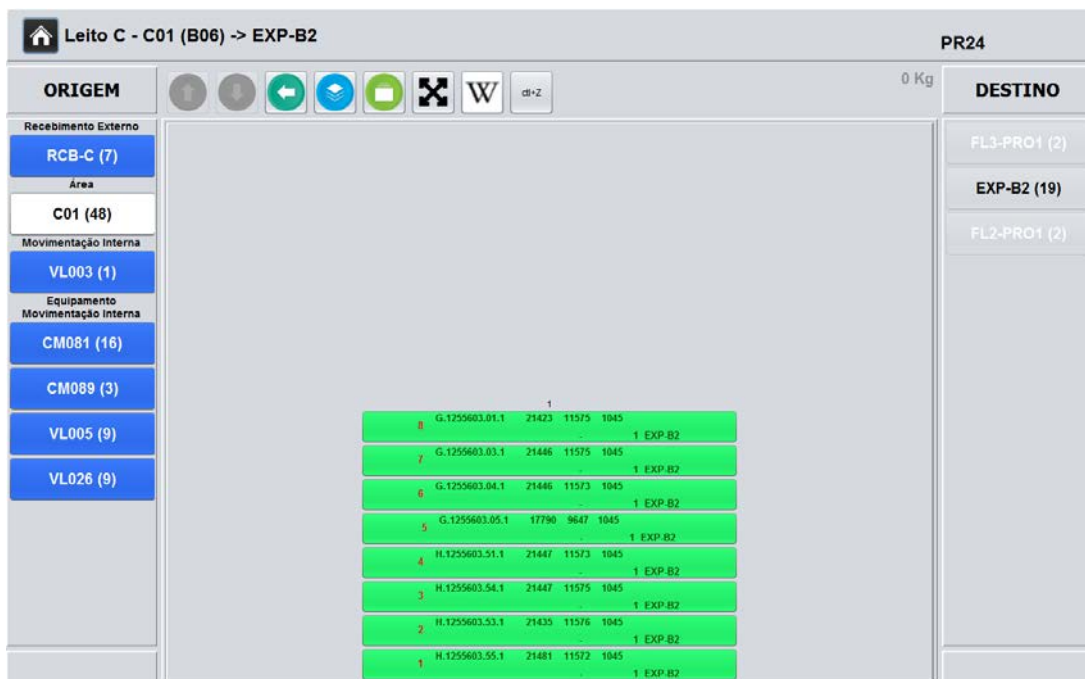 Leito C - C01 (B06) -> EXP-B2
PR24
ORIGEM
W
dl+Z
0 Kg
DESTINO
Recebimento Externo
RCB-C (7)
Área
C01 (48)
Movimentação Interna
VL003 (1)
Equipamento
Movimentação Interna
CM081 (16)
CM089 (3)
VL005 (9)
VL026 (9)
FL3-PRO1 (2)
EXP-B2 (19)
FL2-PRO1 (2)
1
8 G.1255603.01.1 21423 11575 1045
- 1 EXP-B2
7 G.1255603.03.1 21446 11575 1045
- 1 EXP-B2
6 G.1255603.04.1 21446 11573 1045
- 1 EXP-B2
5 G.1255603.05.1 17790 9647 1045
- 1 EXP-B2
4 H.1255603.51.1 21447 11573 1045
- 1 EXP-B2
3 H.1255603.54.1 21447 11575 1045
- 1 EXP-B2
2 H.1255603.53.1 21435 11576 1045
- 1 EXP-B2
1 H.1255603.55.1 21481 11572 1045
- 1 EXP-B2